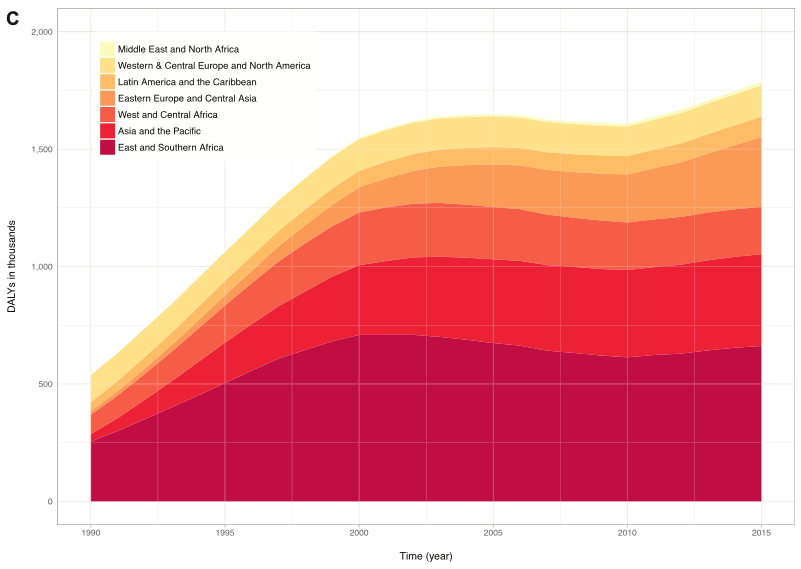 C
2,000
Middle East and North Africa
Western & Central Europe and North America
Latin America and the Caribbean
Eastern Europe and Central Asia
West and Central Africa
Asia and the Pacific
East and Southern Africa
1,500
1,000
500
0
DALYs in thousands
1990 1995 2000 2005 2010 2015
Time (year)